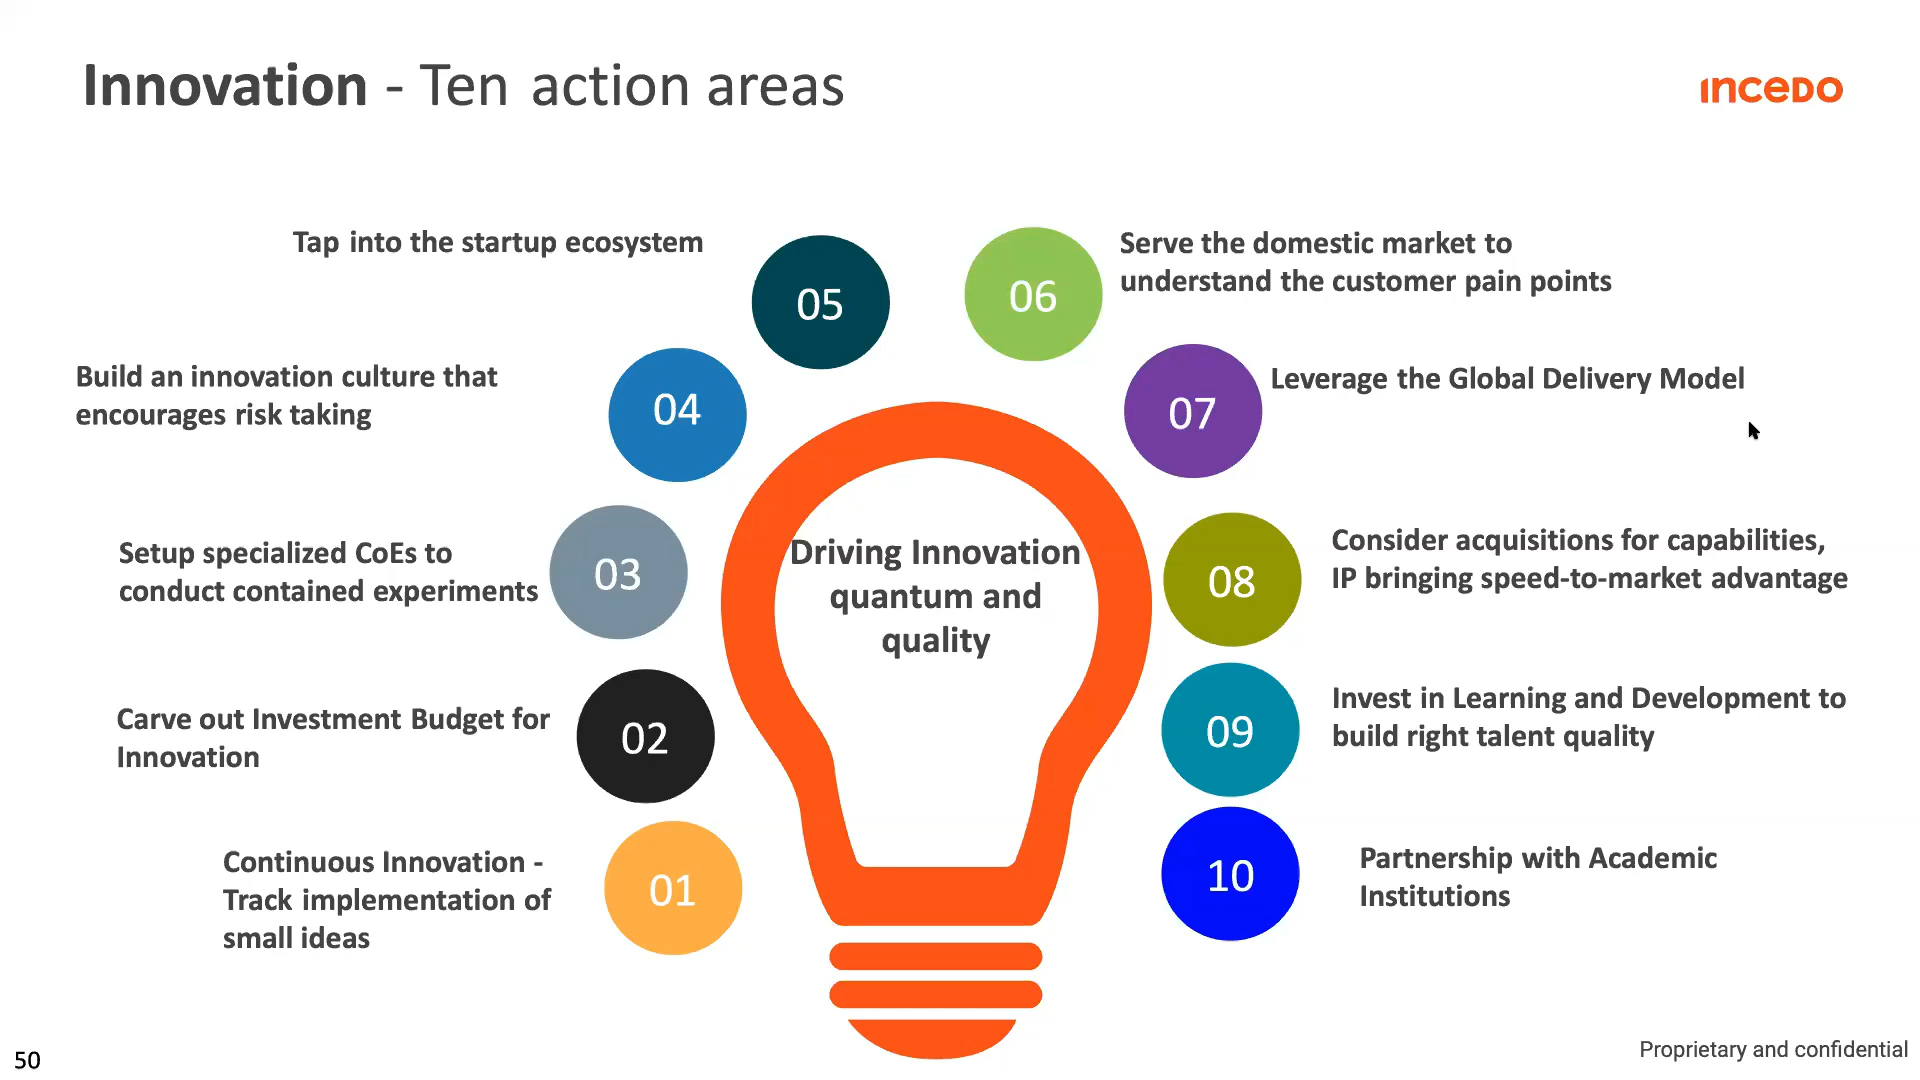 Innovation - Ten action areas
INCEDO
Tap into the startup ecosystem
05
06
Serve the domestic market to
understand the customer pain points
Build an innovation culture that
encourages risk taking
04
07
Leverage the Global Delivery Model
Setup specialized CoEs to
conduct contained experiments
03
Driving Innovation
quantum and
quality
08
Consider acquisitions for capabilities,
IP bringing speed-to-market advantage
Carve out Investment Budget for
Innovation
02
09
Invest in Learning and Development to
build right talent quality
Continuous Innovation -
Track implementation of
small ideas
01
10
Partnership with Academic
Institutions
50
Proprietary and confidential